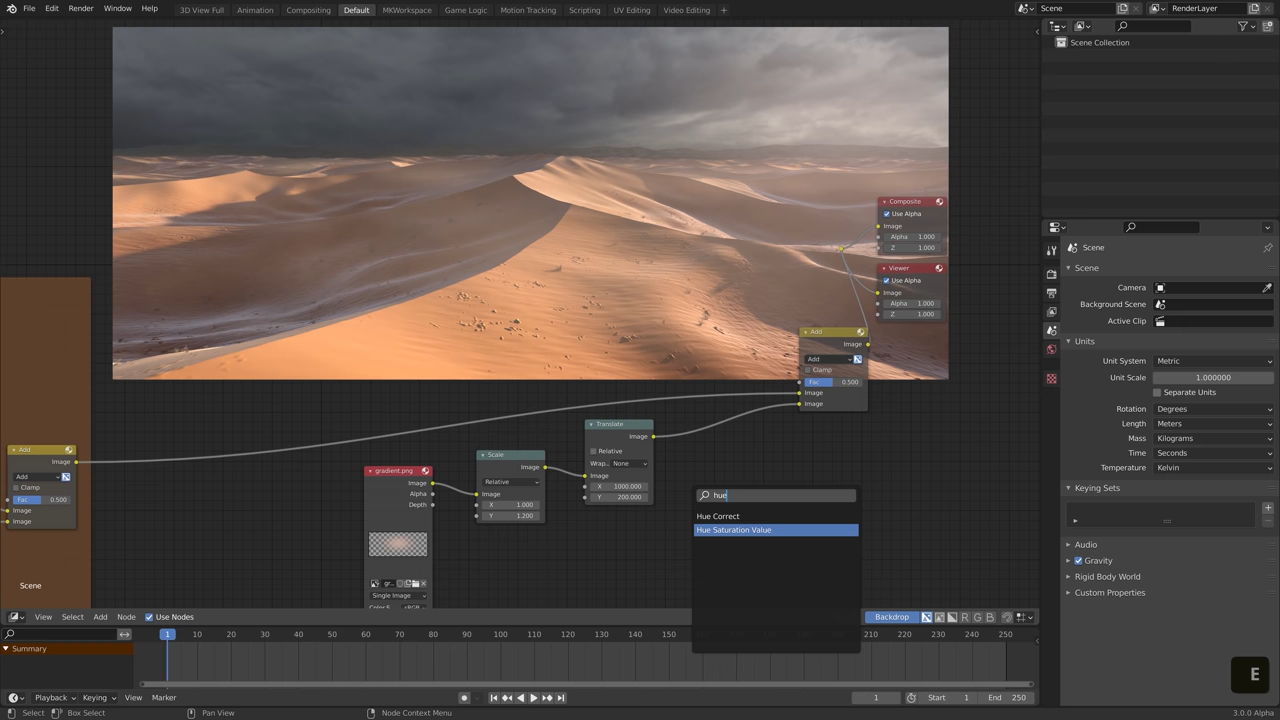 File Edit Render Window Help
3D View Full Animation Compositing Default MKWorkspace Game Logic Motion Tracking Scripting UV Editing Video Editing
Scene RenderLayer
Scene Collection
Scene
Scene
Camera
Background Scene
Active Clip
Units
Unit System Metric
Unit Scale 1.000000
Separate Units
Rotation Degrees
Length Meters
Mass Kilograms
Time Seconds
Temperature Kelvin
Keying Sets
Audio
Gravity
Rigid Body World
Custom Properties
Composite
Use Alpha
Image
Alpha 1.000
Z 1.000
Viewer
Use Alpha
Image
Alpha 1.000
Z 1.000
Add
Image
Add
Clamp
Fac 0.500
Image
Image
Translate
Image
Relative
Wrap.. None
Image
X 1000.000
Y 200.000
Scale
Image
Relative
Image
X 1.000
Y 1.200
gradient.png
Image
Alpha
Depth
gr..
Single Image
Add
Image
Add
Clamp
Fac 0.500
Image
Image
Scene
hue
Hue Correct
Hue Saturation Value
View Select Add Node Use Nodes
Backdrop R G B
1 10 20 30 40 50 60 70 80 90 100 110 120 130 140 150 210 220 230 240 250
Summary
Playback Keying View Marker
1 Start 1 End 250
E
Select Box Select Pan View Node Context Menu
3.0.0 Alpha